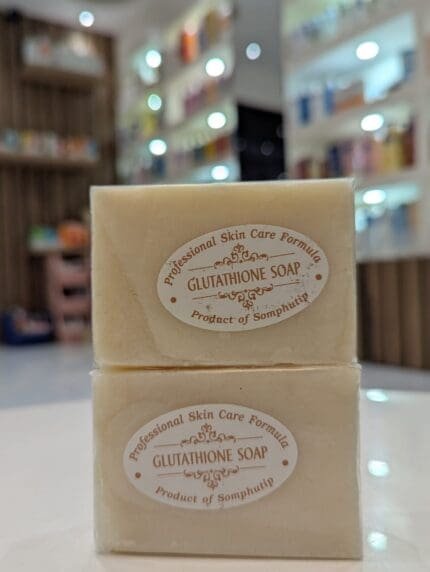 Professional Skin Care Formula
GLUTATHIONE SOAP
Product of Somphutip
Professional Skin Care Formula
GLUTATHIONE SOAP
Product of Somphutip